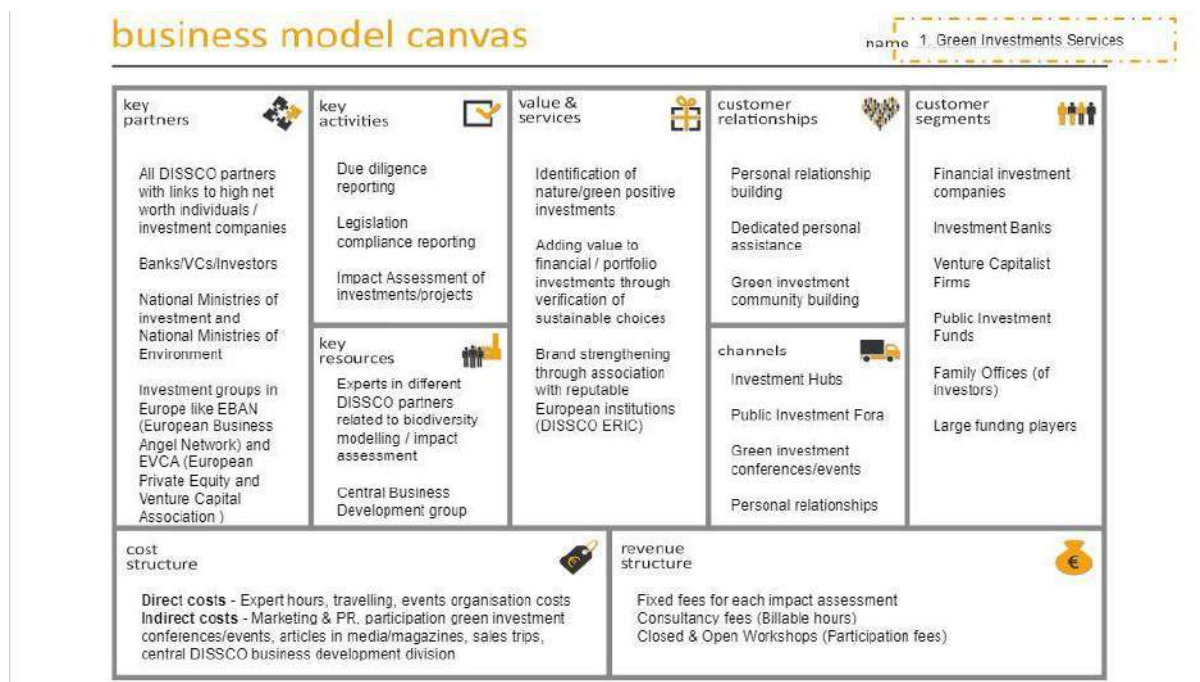 business model canvas
name 1. Green Investments Services
key
partners
All DISSCO partners
with links to high net
worth individuals /
investment companies
Banks/VCs/Investors
National Ministries of
investment and
National Ministries of
Environment
Investment groups in
Europe like EBAN
(European Business
Angel Network) and
EVCA (European
Private Equity and
Venture Capital
Association )
key
activities
Due diligence
reporting
Legislation
compliance reporting
Impact Assessment of
investments/projects
key
resources
Experts in different
DISSCO partners
related to biodiversity
modelling / impact
assessment
Central Business
Development group
value &
services
Identification of
nature/green positive
investments
Adding value to
financial / portfolio
investments through
verification of
sustainable choices
Brand strengthening
through association
with reputable
European institutions
(DISSCO ERIC)
customer
relationships
Personal relationship
building
Dedicated personal
assistance
Green investment
community building
channels
Investment Hubs
Public Investment Fora
Green investment
conferences/events
Personal relationships
customer
segments
Financial investment
companies
Investment Banks
Venture Capitalist
Firms
Public Investment
Funds
Family Offices (of
investors)
Large funding players
cost
structure
€
Direct costs - Expert hours, travelling, events organisation costs
Indirect costs - Marketing & PR, participation green investment
conferences/events, articles in media/magazines, sales trips,
central DISSCO business development division
revenue
structure
€
Fixed fees for each impact assessment
Consultancy fees (Billable hours)
Closed & Open Workshops (Participation fees)